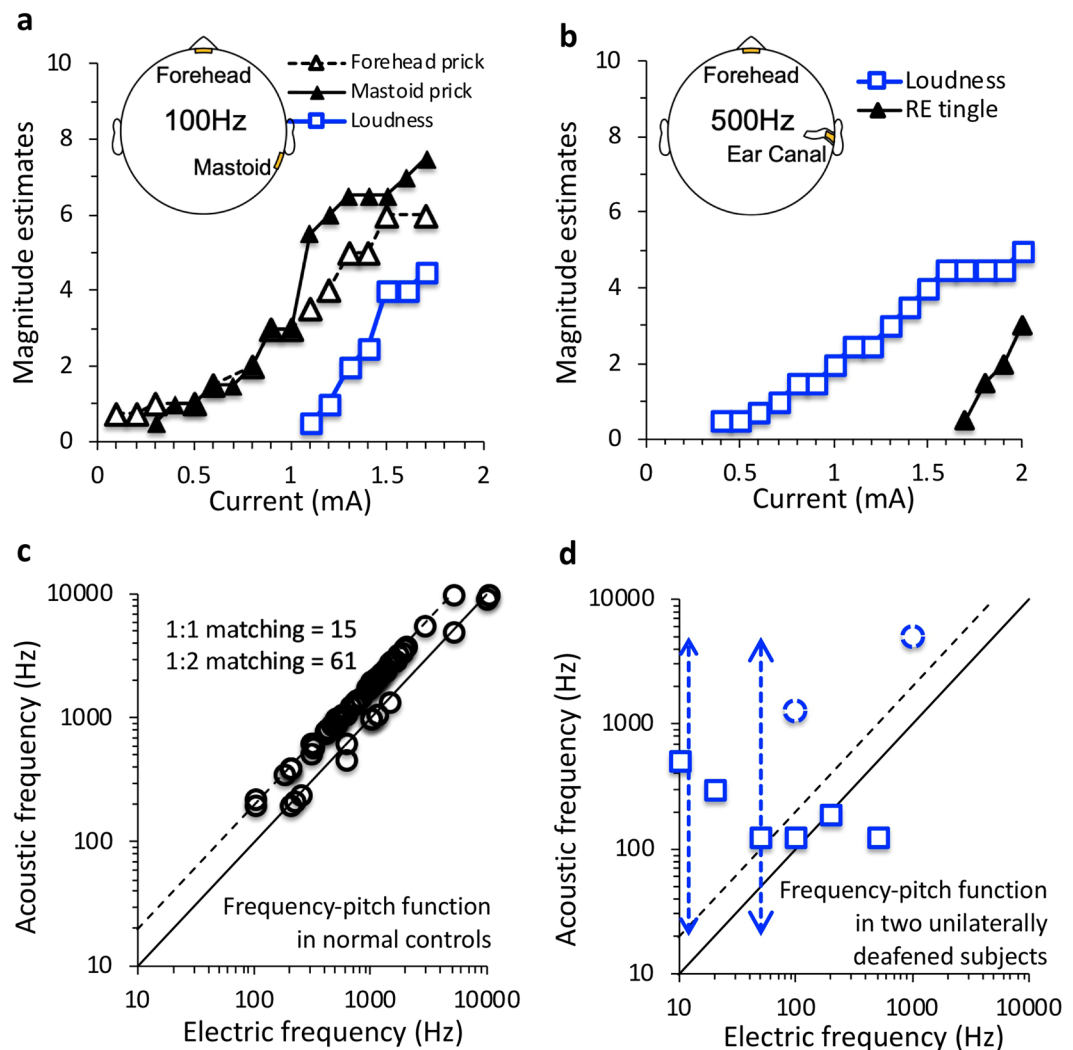 a
Forehead
100Hz
Mastoid
Forehead prick
Mastoid prick
Loudness
Magnitude estimates
10
8
6
4
2
0
0
0.5
1
1.5
2
Current (mA)
b
Forehead
500Hz
Ear Canal
Loudness
RE tingle
Magnitude estimates
10
8
6
4
2
0
0
0.5
1
1.5
2
Current (mA)
c
1:1 matching = 15
1:2 matching = 61
Frequency-pitch function
in normal controls
Acoustic frequency (Hz)
10000
1000
100
10
10
100
1000
10000
Electric frequency (Hz)
d
Frequency-pitch function
in two unilaterally
deafened subjects
Acoustic frequency (Hz)
10000
1000
100
10
10
100
1000
10000
Electric frequency (Hz)